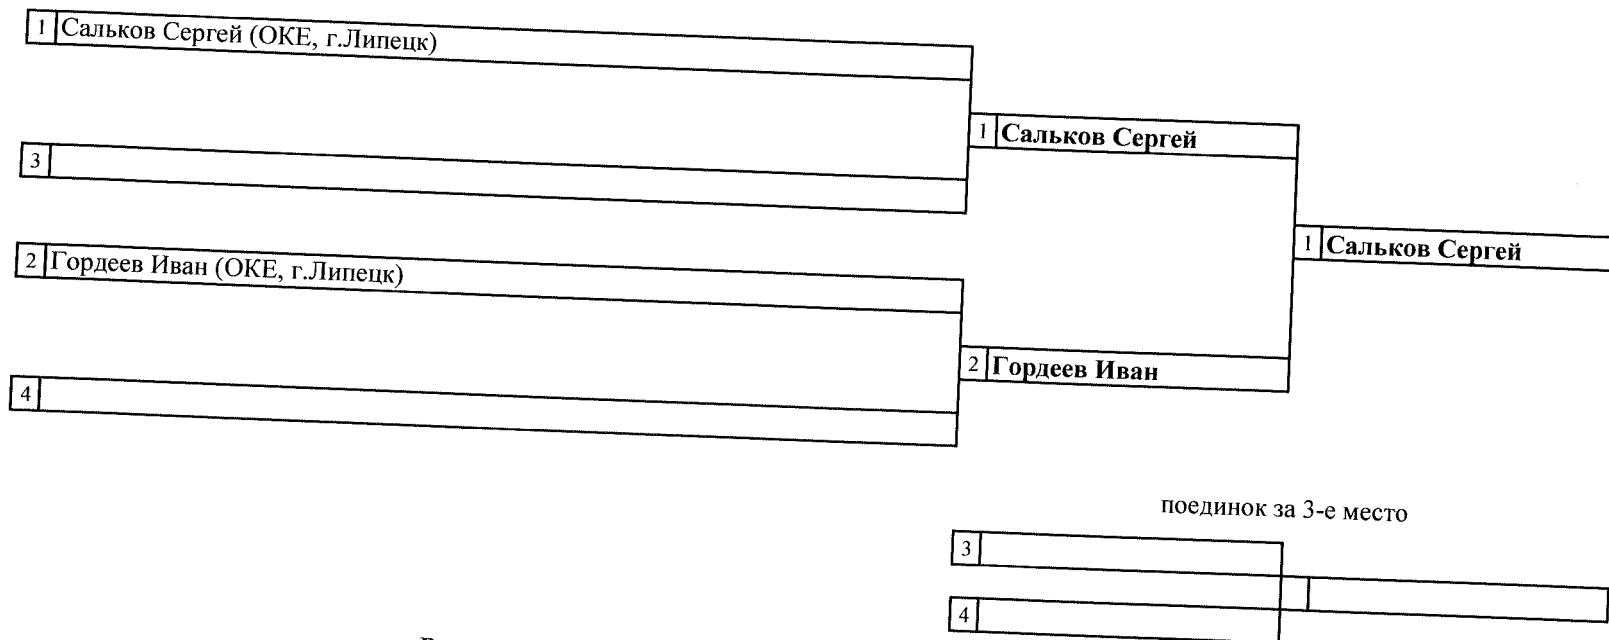 1 Сальков Сергей (ОКЕ, г.Липецк)
1 Сальков Сергей
3
1 Сальков Сергей
2 Гордеев Иван (ОКЕ, г.Липецк)
2 Гордеев Иван
4
поединок за 3-е место
3
4